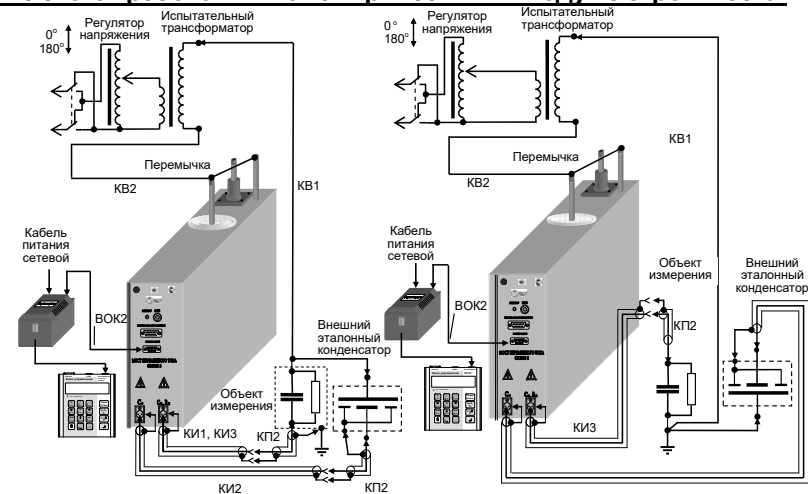 Регулятор
напряжения
Испытательный
трансформатор
0°
180°
Перемычка
КВ2
КВ1
Кабель
питания
сетевой
ВОК2
Внешний
эталонный
конденсатор
Объект
измерения
КИ1, КИ3
КП2
КИ2
КП2
Регулятор
напряжения
Испытательный
трансформатор
0°
180°
КВ1
Перемычка
КВ2
Кабель
питания
сетевой
Объект
измерения
Внешний
эталонный
конденсатор
ВОК2
КП2
КИ3